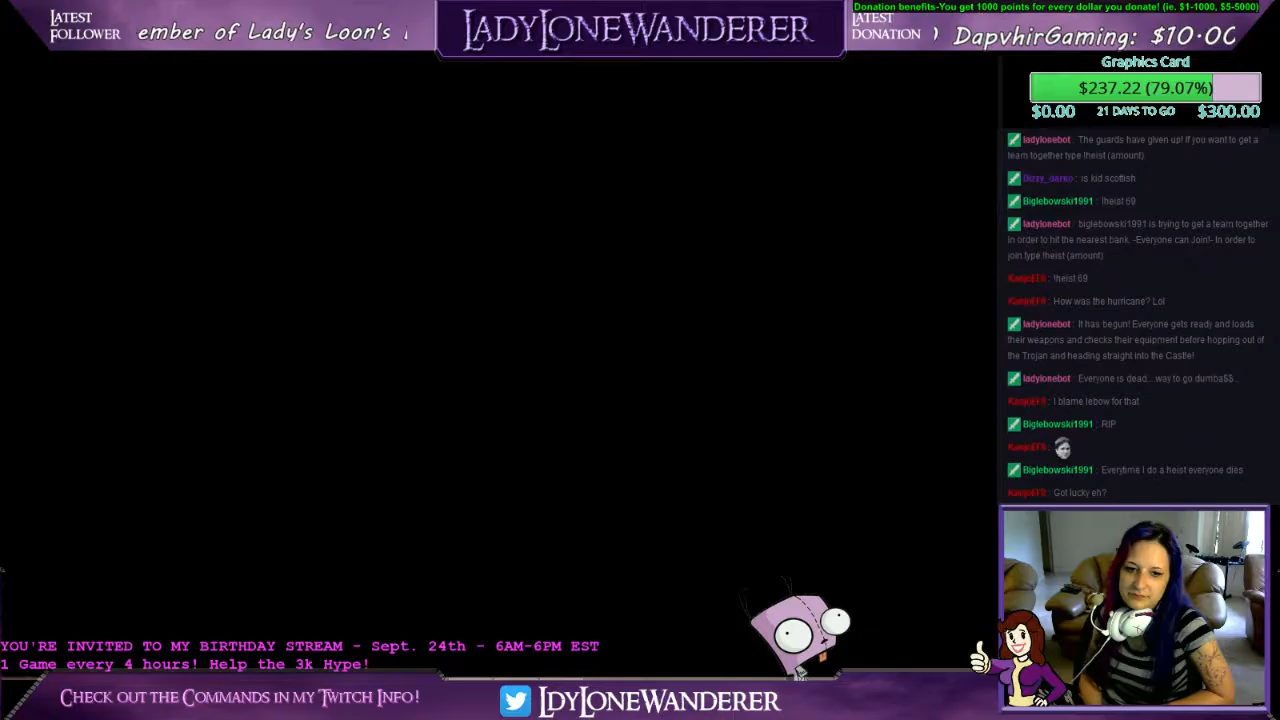 LATEST
FOLLOWER
ember of Lady's Loon's
LADYLONEWANDERER
Donation benefits-You get 1000 points for every dollar you donate! (ie. $1-1000, $5-5000)
LATEST
DONATION
) DapvhirGaming: $10.00
Graphics Card
$237.22 (79.07%)
$0.00 21 DAYS TO GO $300.00
ladylonebot : The guards have given up! if you want to get a
team together type !heist (amount)
Dizzy_darko : is kid scottish
Biglebowski1991 : !heist 69
ladylonebot : biglebowski1991 is trying to get a team together
in order to hit the nearest bank. -Everyone can Join!- In order to
join type !heist (amount)
: !heist 69
: How was the hurricane? Lol
ladylonebot : It has begun! Everyone gets ready and loads
their weapons and checks their equipment before hopping out of
the Trojan and heading straight into the Castle!
ladylonebot : Everyone is dead...way to go dumba$$..
: I blame lebow for that
Biglebowski1991 : RIP
Biglebowski1991 : Everytime I do a heist everyone dies
: Got lucky eh?
YOU'RE INVITED TO MY BIRTHDAY STREAM - Sept. 24th - 6AM-6PM EST
1 Game every 4 hours! Help the 3k Hype!
CHECK OUT THE COMMANDS IN MY TWITCH INFO!
LDYLONEWANDERER